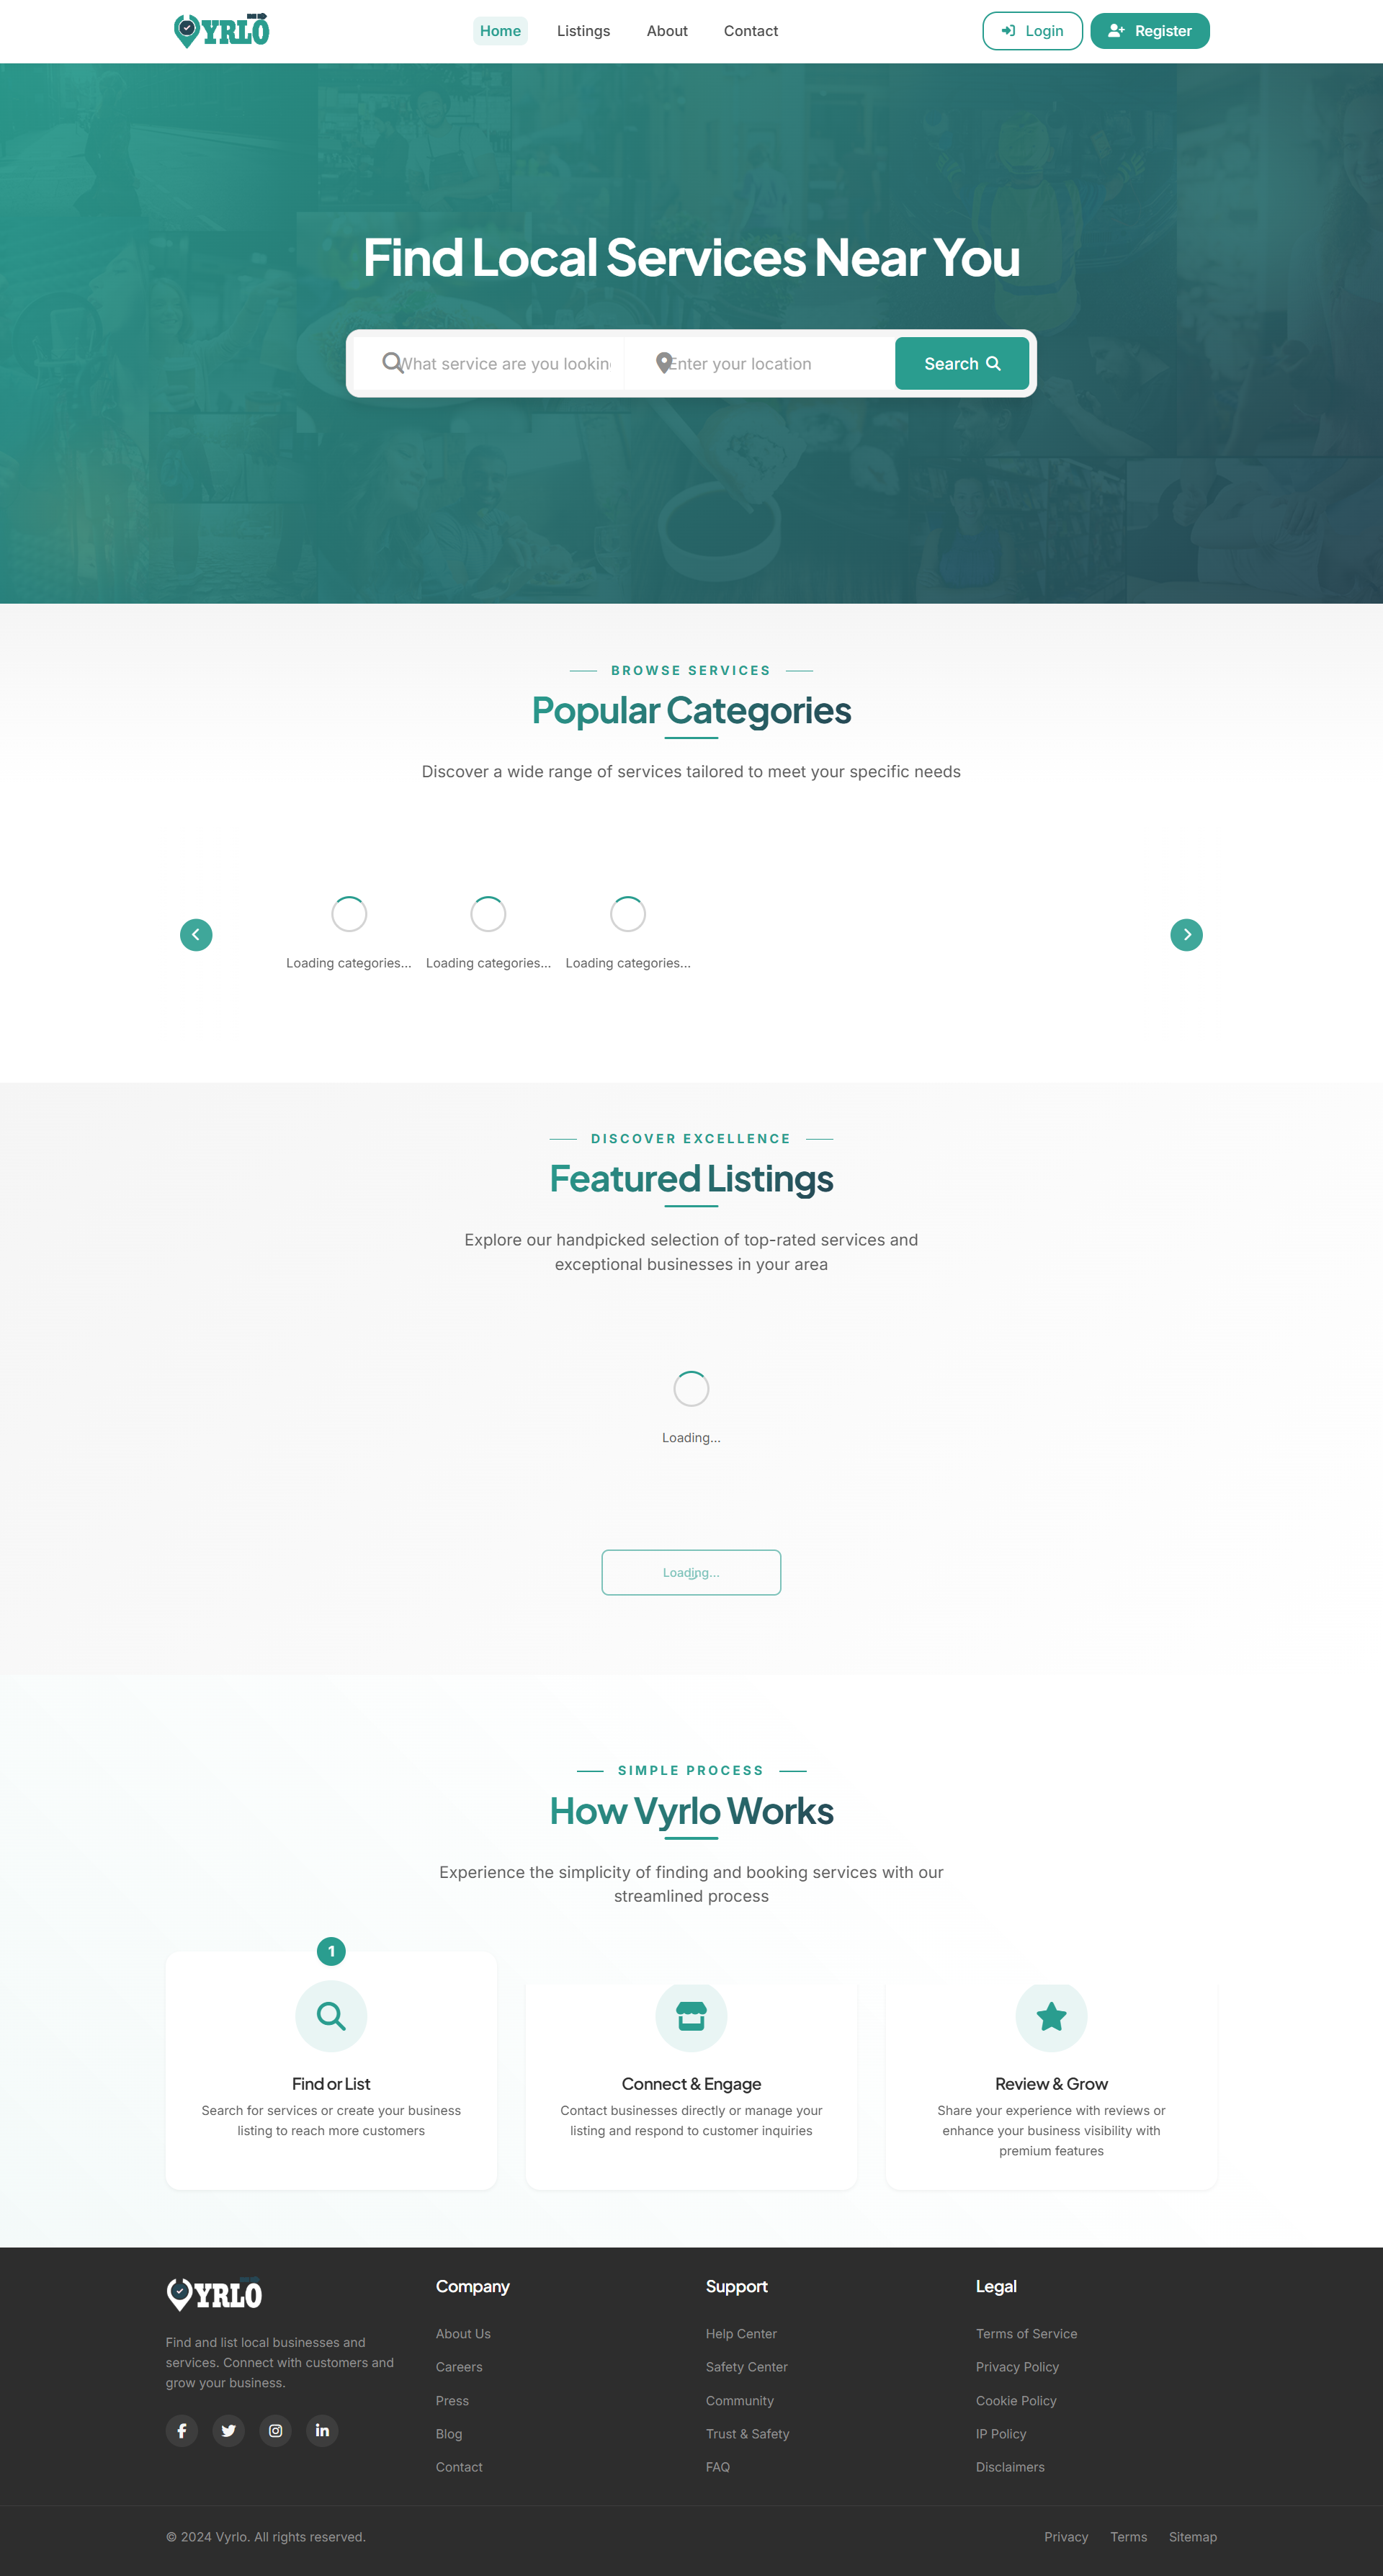 YRLO
Home
Listings
About
Contact
Login
Register
Find Local Services Near You
What service are you lookin
Enter your location
Search
BROWSE SERVICES
Popular Categories
Discover a wide range of services tailored to meet your specific needs
Loading categories...
Loading categories...
Loading categories...
DISCOVER EXCELLENCE
Featured Listings
Explore our handpicked selection of top-rated services and
exceptional businesses in your area
Loading...
Loading...
SIMPLE PROCESS
How Vyrlo Works
Experience the simplicity of finding and booking services with our
streamlined process
1
Find or List
Search for services or create your business
listing to reach more customers
Connect & Engage
Contact businesses directly or manage your
listing and respond to customer inquiries
Review & Grow
Share your experience with reviews or
enhance your business visibility with
premium features
YRLO
Find and list local businesses and
services. Connect with customers and
grow your business.
Company
About Us
Careers
Press
Blog
Contact
Support
Help Center
Safety Center
Community
Trust & Safety
FAQ
Legal
Terms of Service
Privacy Policy
Cookie Policy
IP Policy
Disclaimers
© 2024 Vyrlo. All rights reserved.
Privacy
Terms
Sitemap